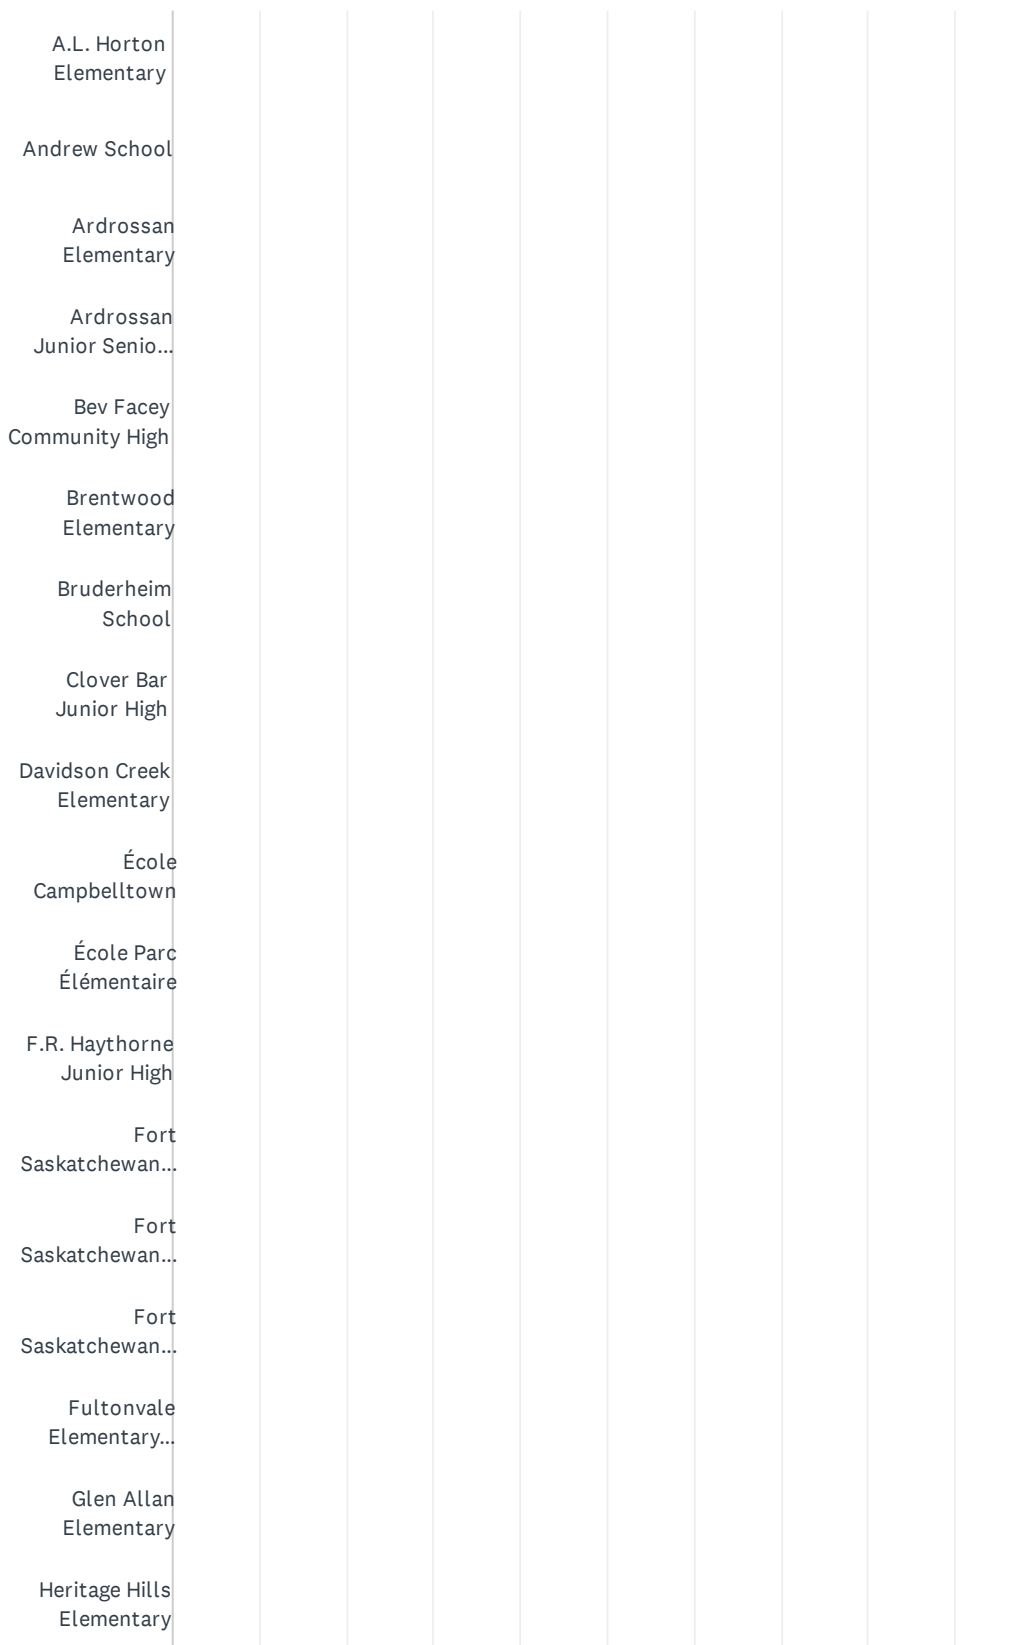 A.L. Horton
Elementary
Andrew School
Ardrossan
Elementary
Ardrossan
Junior Senio...
Bev Facey
Community High
Brentwood
Elementary
Bruderheim
School
Clover Bar
Junior High
Davidson Creek
Elementary
École
Campbelltown
École Parc
Élémentaire
F.R. Haythorne
Junior High
Fort
Saskatchewan...
Fort
Saskatchewan...
Fort
Saskatchewan...
Fultonvale
Elementary...
Glen Allan
Elementary
Heritage Hills
Elementary